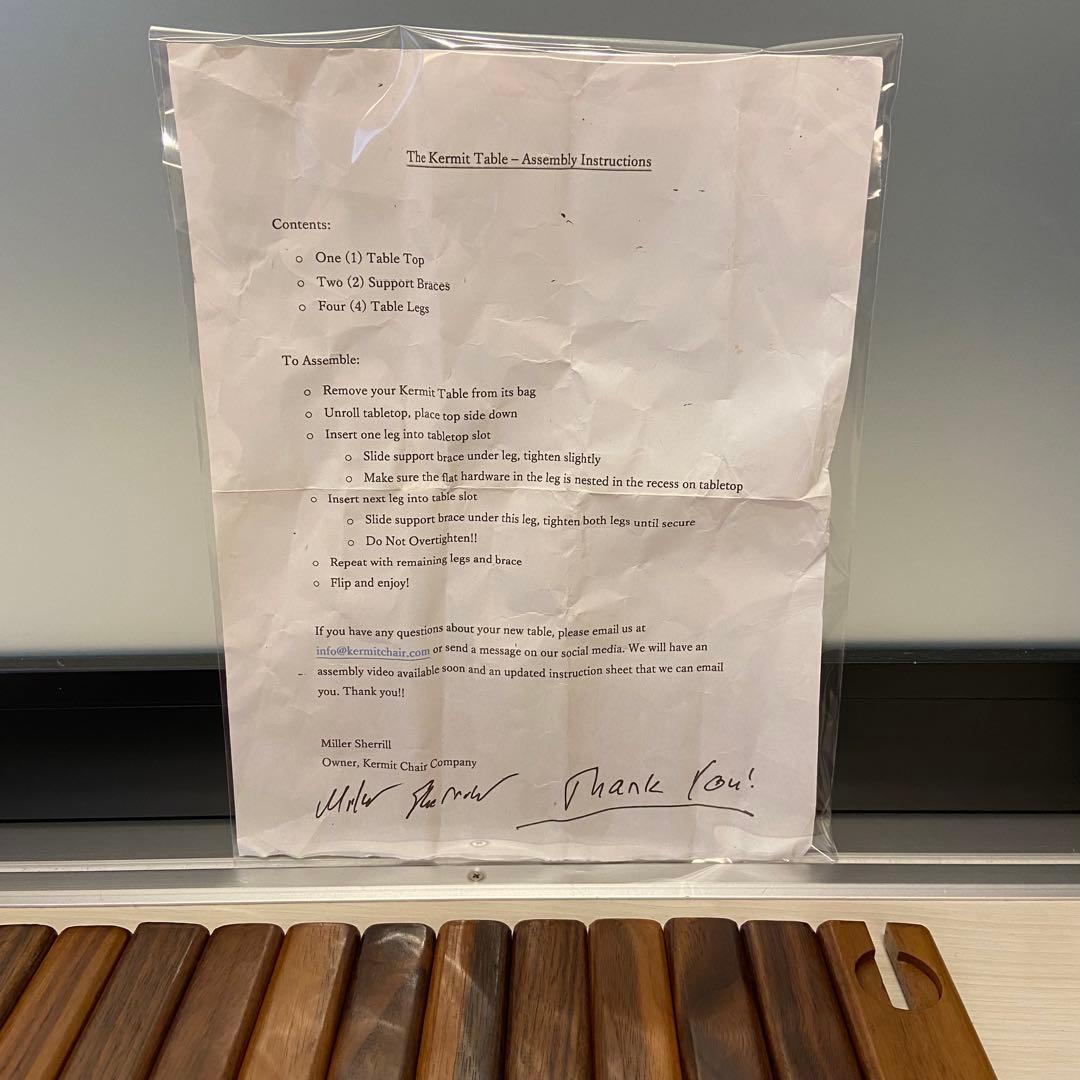 The Kermit Table – Assembly Instructions
Contents:
o One (1) Table Top
o Two (2) Support Braces
o Four (4) Table Legs
To Assemble:
o Remove your Kermit Table from its bag
o Unroll tabletop, place top side down
o Insert one leg into tabletop slot
o Slide support brace under leg, tighten slightly
o Make sure the flat hardware in the leg is nested in the recess on tabletop
o Insert next leg into table slot
o Slide support brace under this leg, tighten both legs until secure
o Do Not Overtighten!!
o Repeat with remaining legs and brace
o Flip and enjoy!
If you have any questions about your new table, please email us at
info@kermitchair.com or send a message on our social media. We will have an
assembly video available soon and an updated instruction sheet that we can email
you. Thank you!!
Miller Sherrill
Owner, Kermit Chair Company
Miller Sherrill Thank You!